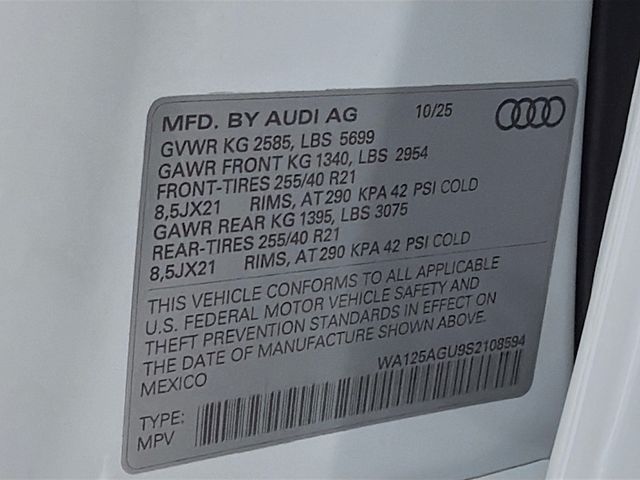 MFD. BY AUDI AG 10/25
GVWR KG 2585, LBS 5699
GAWR FRONT KG 1340, LBS 2954
FRONT-TIRES 255/40 R21
8,5JX21 RIMS, AT 290 KPA 42 PSI COLD
GAWR REAR KG 1395, LBS 3075
REAR-TIRES 255/40 R21
8,5JX21 RIMS, AT 290 KPA 42 PSI COLD
THIS VEHICLE CONFORMS TO ALL APPLICABLE
U.S. FEDERAL MOTOR VEHICLE SAFETY AND
THEFT PREVENTION STANDARDS IN EFFECT ON
THE DATE OF MANUFACTURE SHOWN ABOVE.
MEXICO WA125AGU9S2108594
TYPE:
MPV